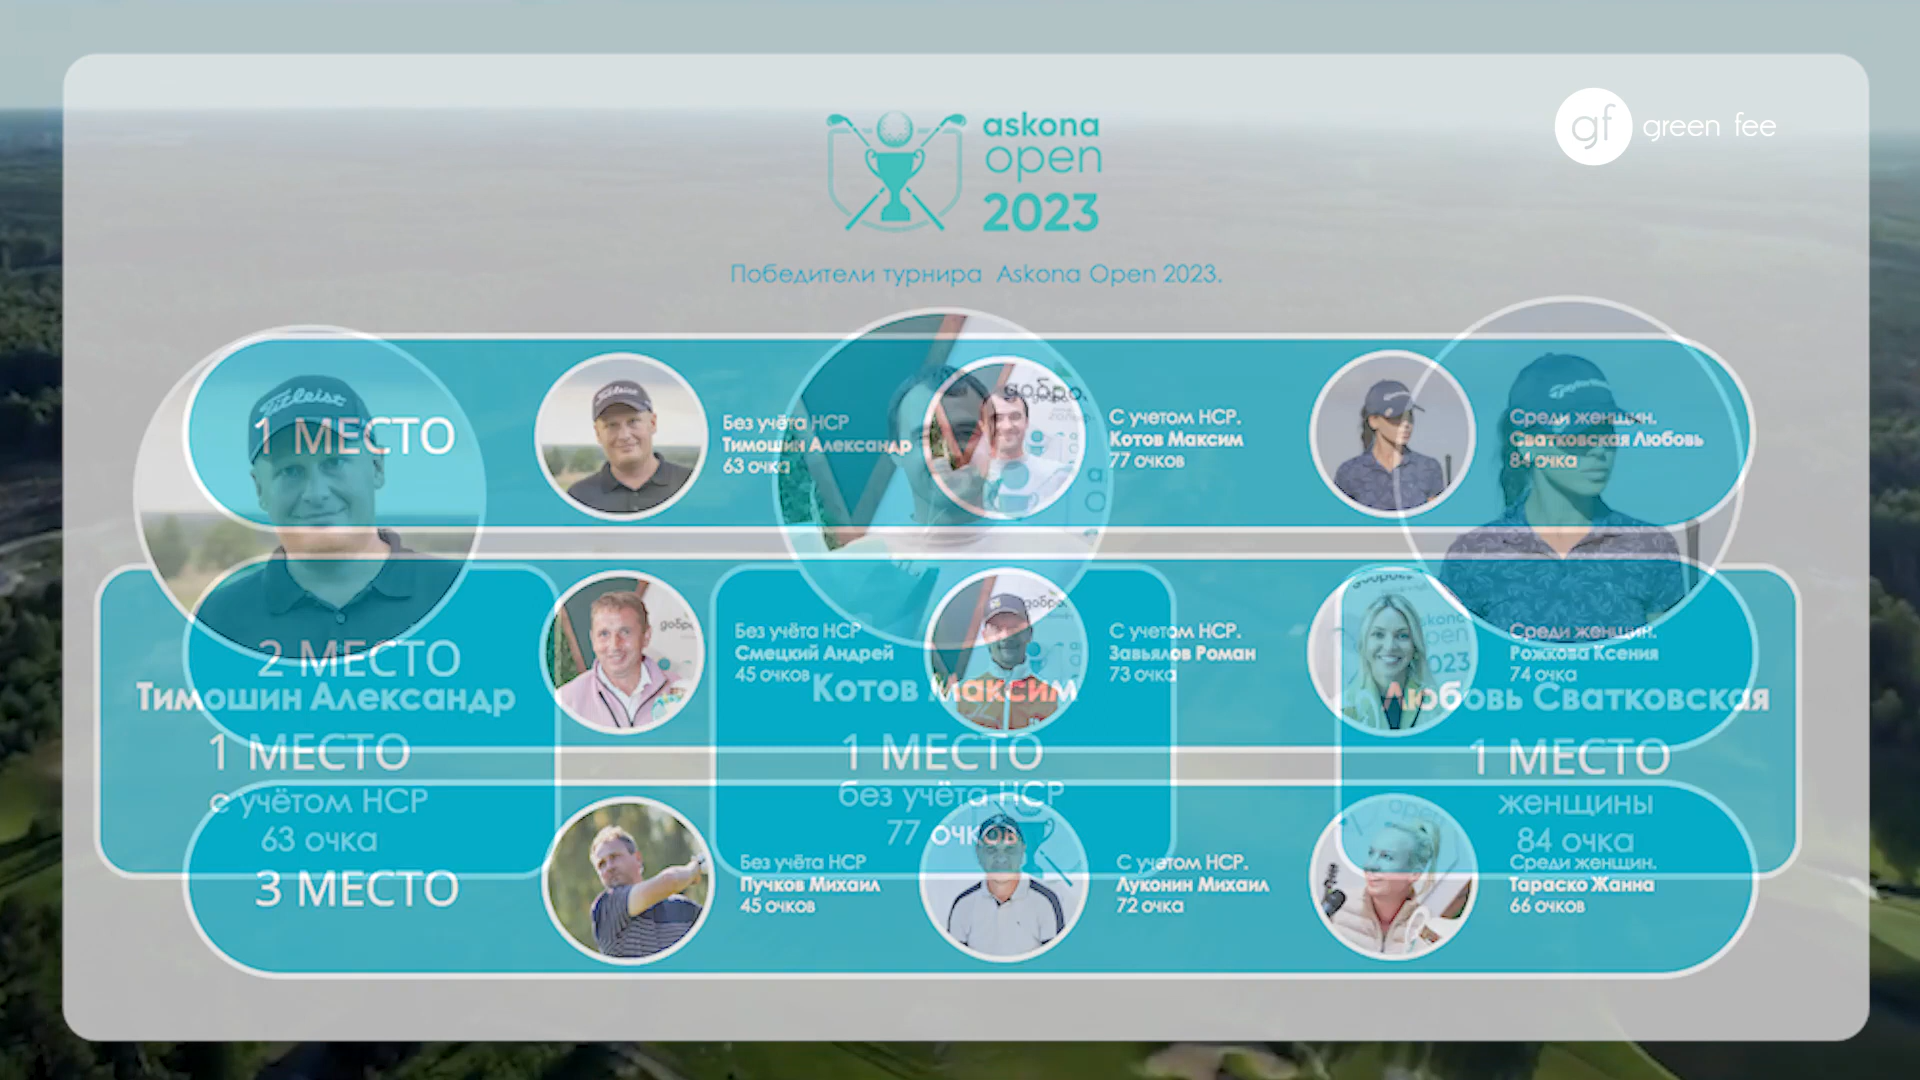 gf green fee
askona
open
2023
Победители турнира Askona Open 2023.
1 МЕСТО
Без учёта HCP
Тимошин Александр
63 очка
С учетом HCP.
Котов Максим
77 очков
Среди женщин.
Сватковская Любовь
84 очка
Titleist
добро.
2 МЕСТО
Без учёта HCP
Смецкий Андрей
45 очков
С учетом HCP.
Завьялов Роман
73 очка
Среди женщин.
Рожкова Ксения
74 очка
Тимошин Александр
1 МЕСТО
с учётом HCP
63 очка
Котов Максим
1 МЕСТО
без учёта HCP
77 очков
Любовь Сватковская
1 МЕСТО
женщины
84 очка
3 МЕСТО
Без учёта HCP
Пучков Михаил
45 очков
С учетом HCP.
Луконин Михаил
72 очка
Среди женщин.
Тараско Жанна
66 очков